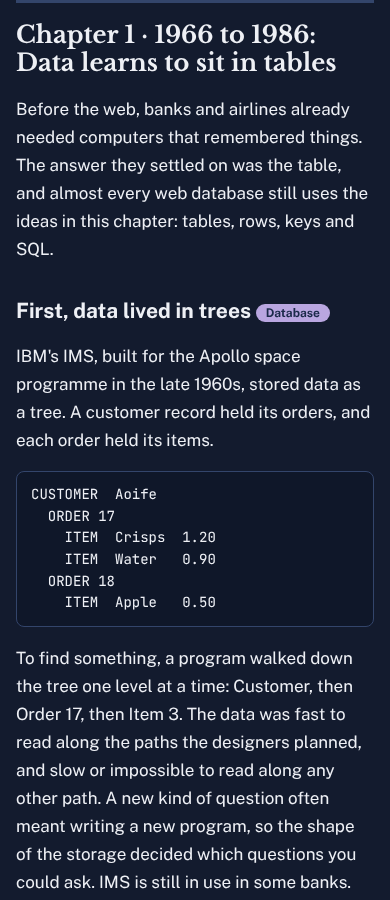 Chapter 1 · 1966 to 1986:
Data learns to sit in tables
Before the web, banks and airlines already
needed computers that remembered things.
The answer they settled on was the table,
and almost every web database still uses the
ideas in this chapter: tables, rows, keys and
SQL.
First, data lived in trees Database
IBM's IMS, built for the Apollo space
programme in the late 1960s, stored data as
a tree. A customer record held its orders, and
each order held its items.
CUSTOMER  Aoife
  ORDER 17
    ITEM  Crisps  1.20
    ITEM  Water   0.90
  ORDER 18
    ITEM  Apple   0.50
To find something, a program walked down
the tree one level at a time: Customer, then
Order 17, then Item 3. The data was fast to
read along the paths the designers planned,
and slow or impossible to read along any
other path. A new kind of question often
meant writing a new program, so the shape
of the storage decided which questions you
could ask. IMS is still in use in some banks.